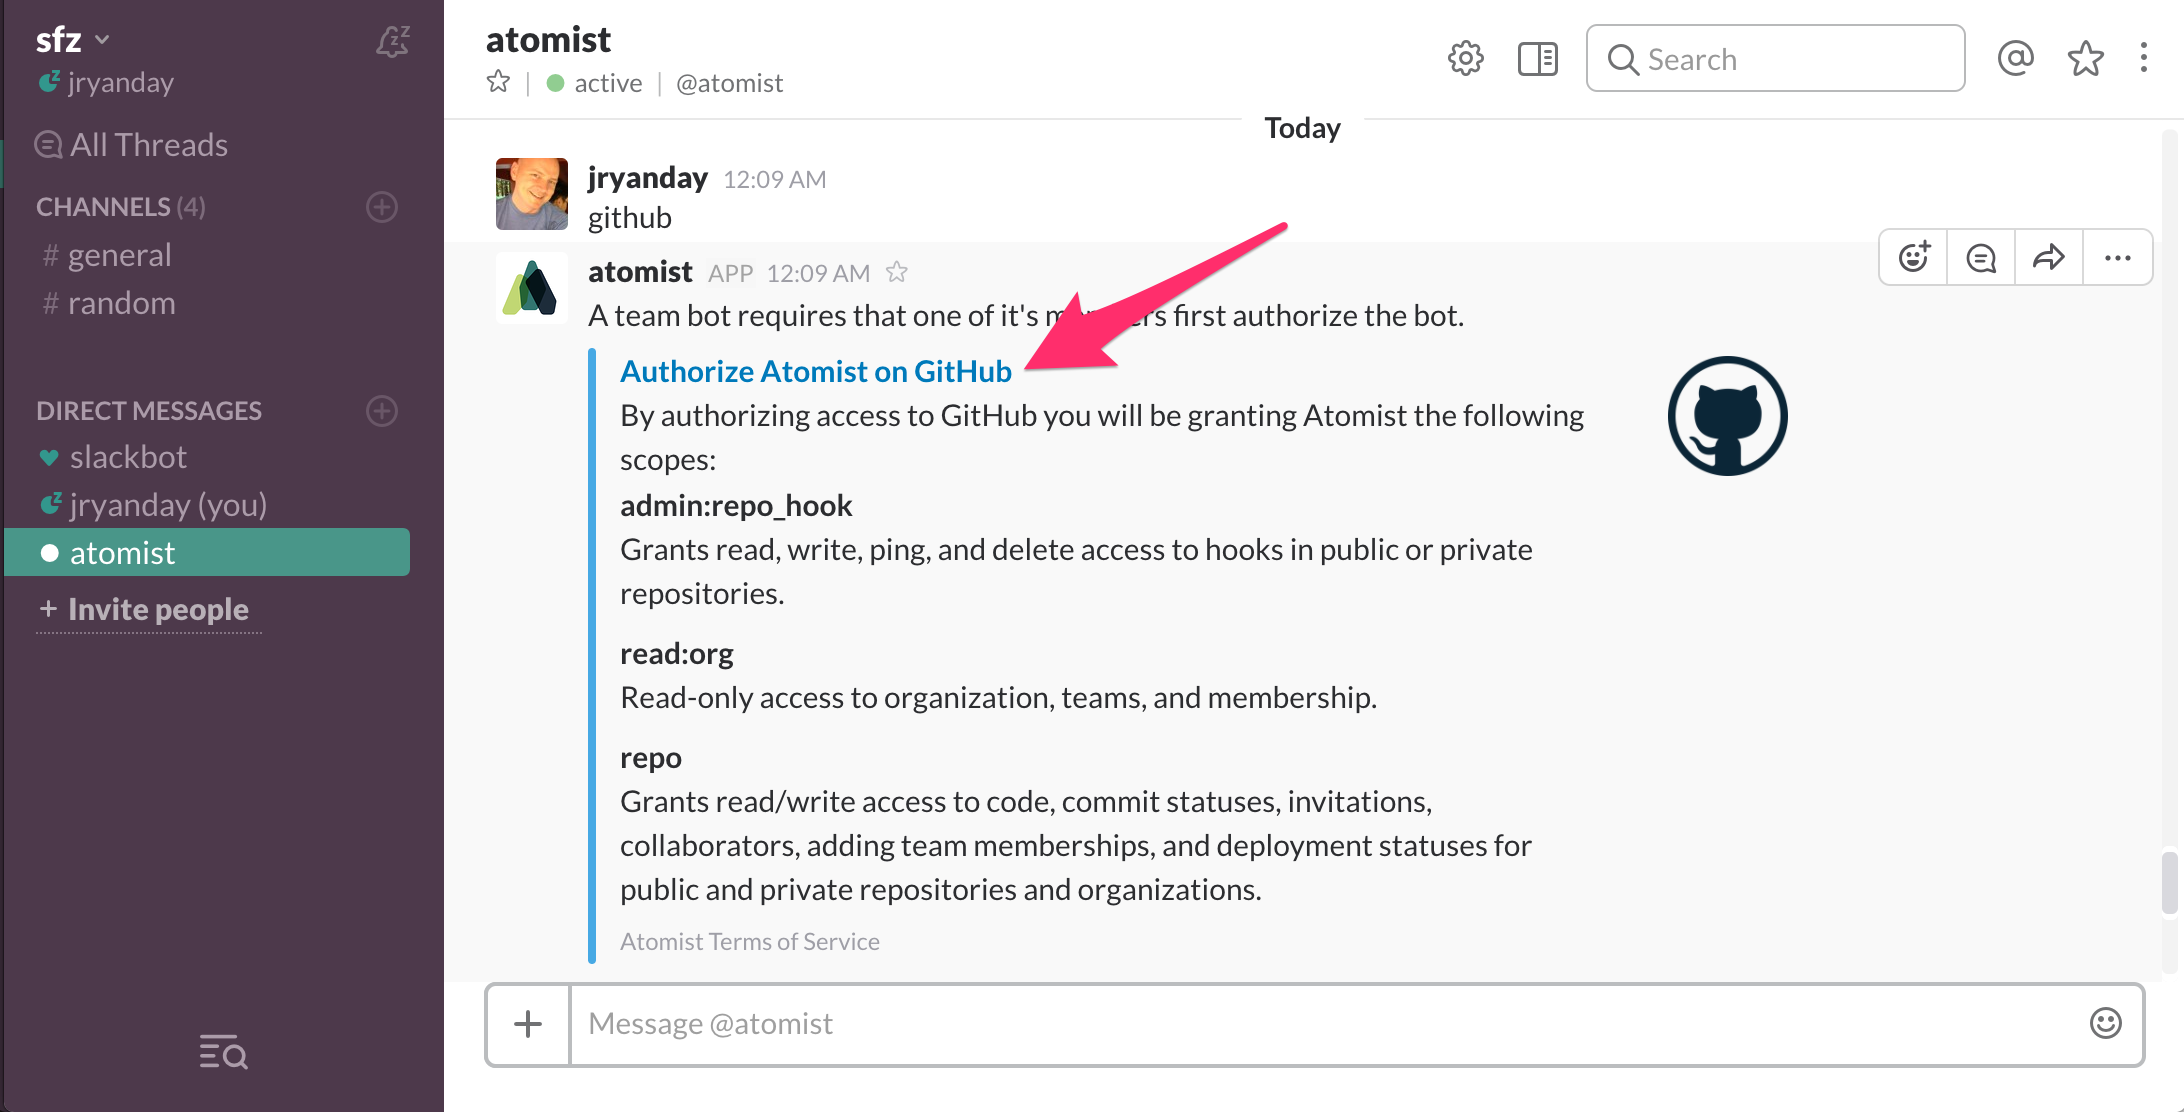 sfz
jryanday
All Threads
CHANNELS (4)
# general
# random
DIRECT MESSAGES
slackbot
jryanday (you)
atomist
+ Invite people
atomist
active | @atomist
Search
Today
jryanday 12:09 AM
github
atomist APP 12:09 AM
A team bot requires that one of it's first authorize the bot.
Authorize Atomist on GitHub
By authorizing access to GitHub you will be granting Atomist the following
scopes:
admin:repo_hook
Grants read, write, ping, and delete access to hooks in public or private
repositories.
read:org
Read-only access to organization, teams, and membership.
repo
Grants read/write access to code, commit statuses, invitations,
collaborators, adding team memberships, and deployment statuses for
public and private repositories and organizations.
Atomist Terms of Service
Message @atomist